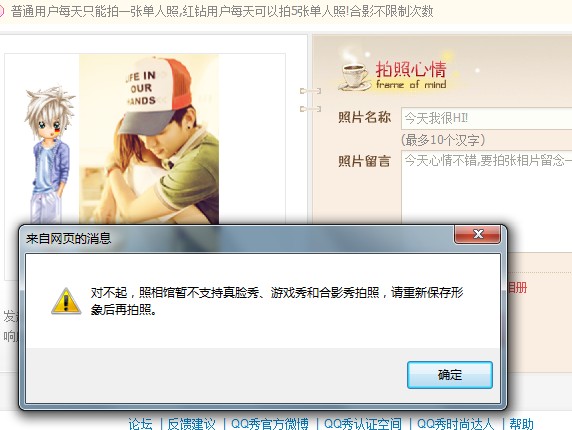 普通用户每天只能拍一张单人照,红钻用户每天可以拍5张单人照!合影不限制次数
LIFE IN
OUR
HANDS
拍照心情
frame of mind
照片名称
今天我很HI!
(最多10个汉字)
照片留言
今天心情不错,要拍张相片留念
来自网页的消息
对不起，照相馆暂不支持真脸秀、游戏秀和合影秀拍照，请重新保存形
象后再拍照。
相册
确定
论坛 | 反馈建议 | QQ秀官方微博 | QQ秀认证空间 | QQ秀时尚达人 | 帮助